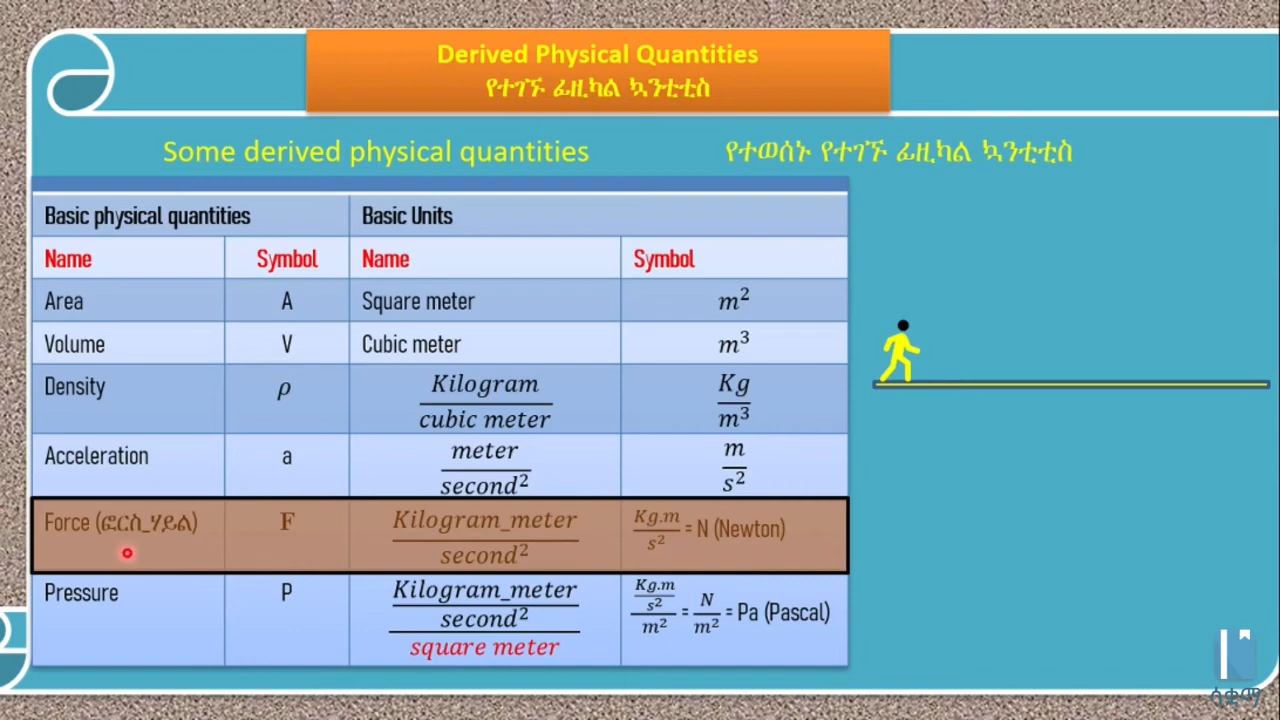 Derived Physical Quantities
የተገኙ ፊዚካል ኳንቲቲስ
Some derived physical quantities
የተወሰኑ የተገኙ ፊዚካል ኳንቲቲስ
Basic physical quantities Basic Units
Name Symbol Name Symbol
Area A Square meter m²
Volume V Cubic meter m³
Density ρ Kilogram/cubic meter Kg/m³
Acceleration a meter/second² m/s²
Force (ፎርስ_ሃይል) F Kilogram_meter/second² Kg.m/s² = N (Newton)
Pressure P Kilogram_meter/second²/square meter Kg.m/s²/m² = N/m² = Pa (Pascal)
ሳቂማ